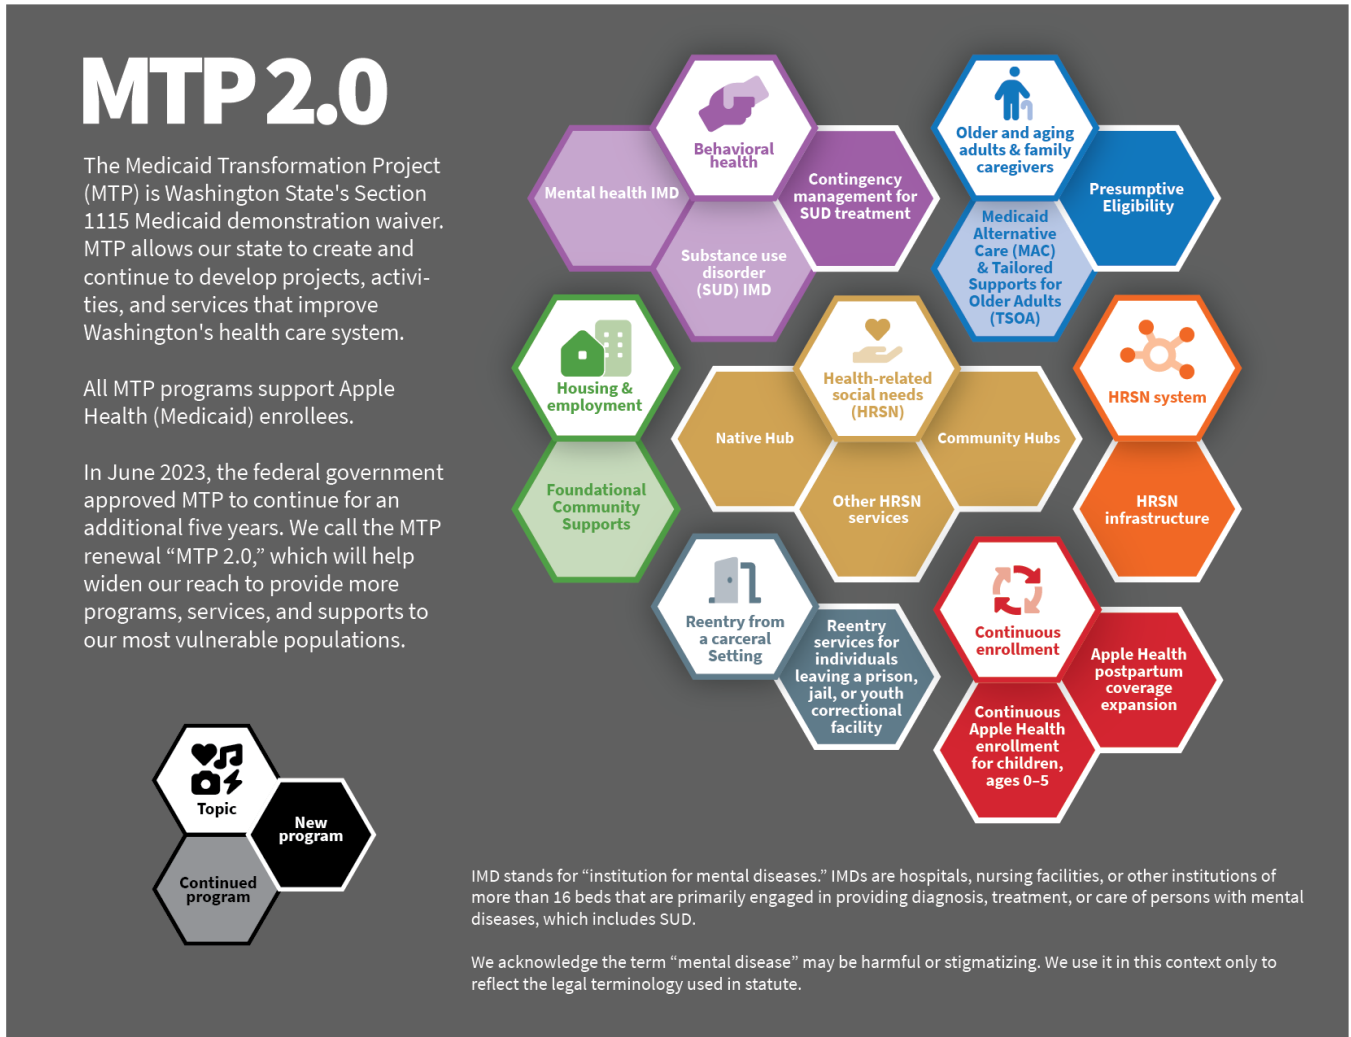 MTP 2.0
The Medicaid Transformation Project
(MTP) is Washington State's Section
1115 Medicaid demonstration waiver.
MTP allows our state to create and
continue to develop projects, activi-
ties, and services that improve
Washington's health care system.
All MTP programs support Apple
Health (Medicaid) enrollees.
In June 2023, the federal government
approved MTP to continue for an
additional five years. We call the MTP
renewal “MTP 2.0,” which will help
widen our reach to provide more
programs, services, and supports to
our most vulnerable populations.
Topic
New
program
Continued
program
Behavioral
health
Mental health IMD
Contingency
management for
SUD treatment
Substance use
disorder
(SUD) IMD
Older and aging
adults & family
caregivers
Presumptive
Eligibility
Medicaid
Alternative
Care (MAC)
& Tailored
Supports for
Older Adults
(TSOA)
Housing &
employment
Foundational
Community
Supports
Health-related
social needs
(HRSN)
Native Hub
Community Hubs
Other HRSN
services
HRSN system
HRSN
infrastructure
Reentry from
a carceral
Setting
Reentry
services for
individuals
leaving a prison,
jail, or youth
correctional
facility
Continuous
enrollment
Apple Health
postpartum
coverage
expansion
Continuous
Apple Health
enrollment
for children,
ages 0–5
IMD stands for “institution for mental diseases.” IMDs are hospitals, nursing facilities, or other institutions of
more than 16 beds that are primarily engaged in providing diagnosis, treatment, or care of persons with mental
diseases, which includes SUD.
We acknowledge the term “mental disease” may be harmful or stigmatizing. We use it in this context only to
reflect the legal terminology used in statute.